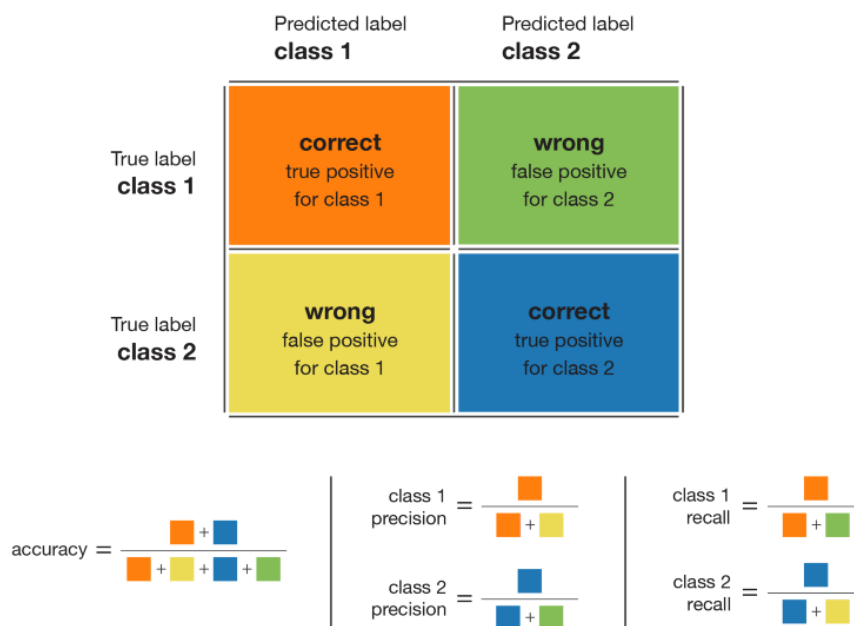 Predicted label
class 1
Predicted label
class 2
True label
class 1
correct
true positive
for class 1
wrong
false positive
for class 2
True label
class 2
wrong
false positive
for class 1
correct
true positive
for class 2
accuracy =
+
+ + +
class 1
precision =
+
class 2
precision =
+
class 1
recall =
+
class 2
recall =
+